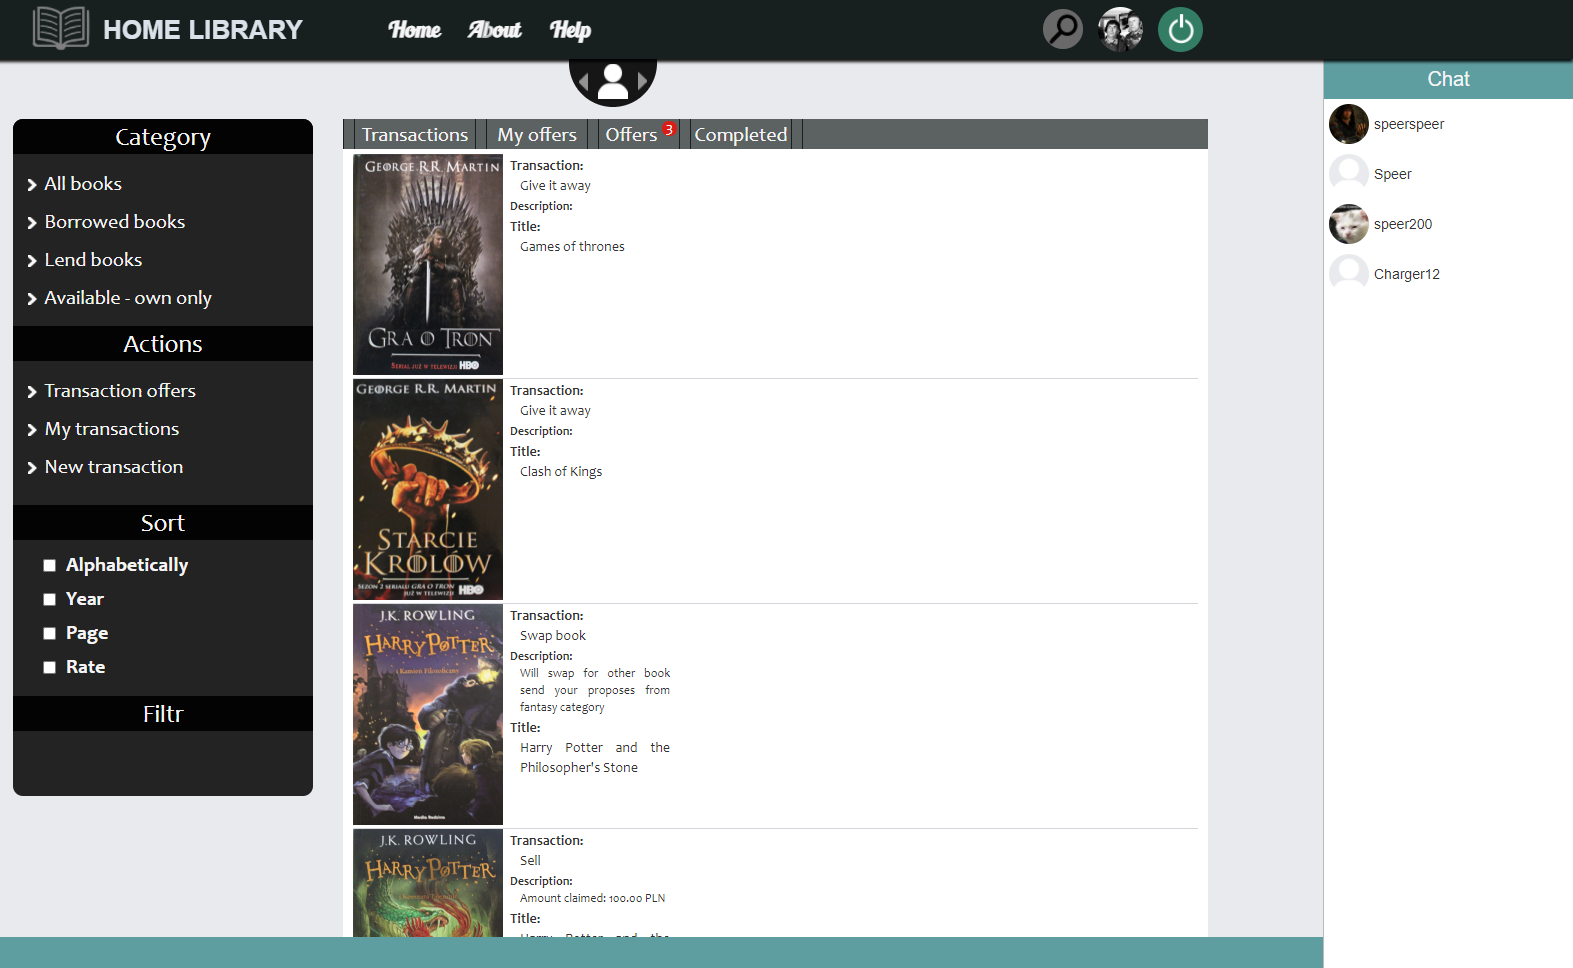 HOME LIBRARY
Home About Help
Chat
speerspeer
Speer
speer200
Charger12
Category
All books
Borrowed books
Lend books
Available - own only
Actions
Transaction offers
My transactions
New transaction
Sort
Alphabetically
Year
Page
Rate
Filtr
Transactions My offers Offers 3 Completed
GEORGE R.R. MARTIN
GRA O TRON
SERIAL JUŻ W TELEWIZJI HBO
Transaction:
Give it away
Description:
Title:
Games of thrones
GEORGE R.R. MARTIN
STARCIE
KRÓLÓW
SEZON 2 SERIALU GRA O TRON
JUŻ W TELEWIZJI HBO
Transaction:
Give it away
Description:
Title:
Clash of Kings
J.K. ROWLING
HARRY POTTER
Kamień Filozoficzny
Media Rodzina
Transaction:
Swap book
Description:
Will swap for other book
send your proposes from
fantasy category
Title:
Harry Potter and the
Philosopher's Stone
J.K. ROWLING
HARRY POTTER
Komnata Tajemnic
Transaction:
Sell
Description:
Amount claimed: 100.00 PLN
Title:
Harry Potter and the